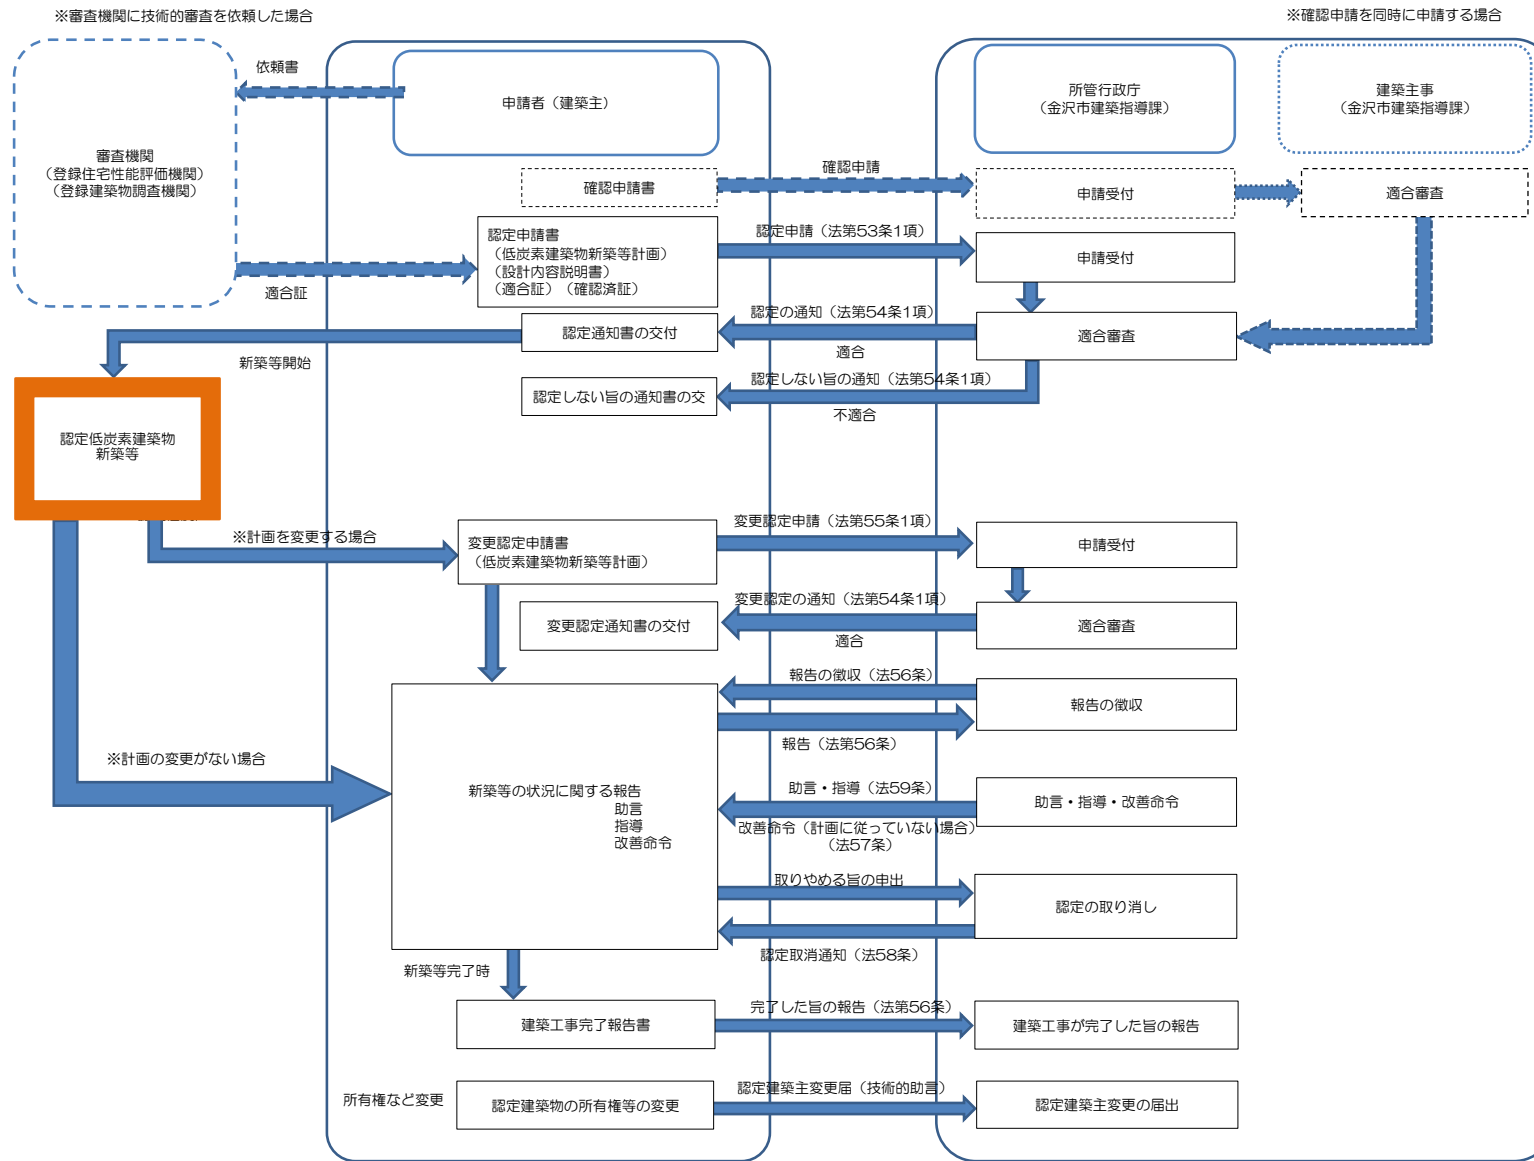 ※審査機関に技術的審査を依頼した場合
※確認申請を同時に申請する場合
依頼書
申請者（建築主）
所管行政庁
（金沢市建築指導課）
建築主事
（金沢市建築指導課）
審査機関
（登録住宅性能評価機関）
（登録建築物調査機関）
確認申請書
確認申請
申請受付
適合審査
認定申請書
（低炭素建築物新築等計画）
（設計内容説明書）
（適合証）（確認済証）
認定申請（法第53条1項）
申請受付
適合証
認定通知書の交付
認定の通知（法第54条1項）
適合
適合審査
新築等開始
認定しない旨の通知書の交
認定しない旨の通知（法第54条1項）
不適合
認定低炭素建築物
新築等
※計画を変更する場合
変更認定申請書
（低炭素建築物新築等計画）
変更認定申請（法第55条1項）
申請受付
変更認定通知書の交付
変更認定の通知（法第54条1項）
適合
適合審査
報告の徴収（法56条）
報告の徴収
報告（法第56条）
※計画の変更がない場合
新築等の状況に関する報告
助言
指導
改善命令
助言・指導（法59条）
助言・指導・改善命令
改善命令（計画に従っていない場合）
（法57条）
取りやめる旨の申出
認定の取り消し
認定取消通知（法58条）
新築等完了時
建築工事完了報告書
完了した旨の報告（法第56条）
建築工事が完了した旨の報告
所有権など変更
認定建築物の所有権等の変更
認定建築主変更届（技術的助言）
認定建築主変更の届出